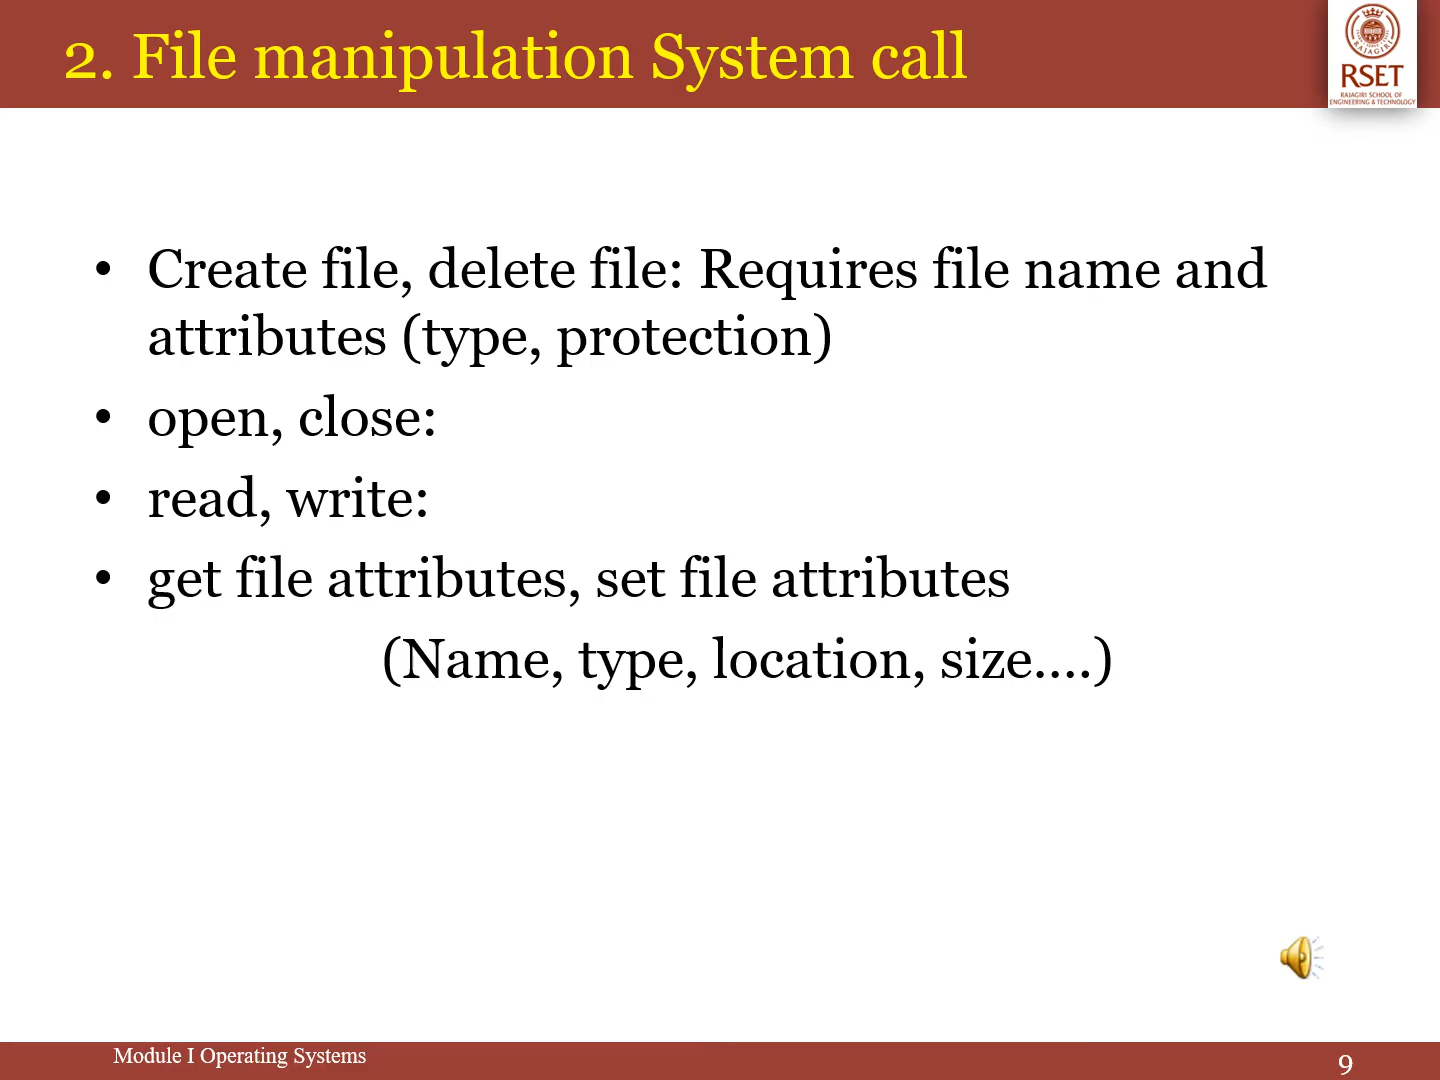 2. File manipulation System call
RAJAGIRI
RSET
RAJAGIRI SCHOOL OF
ENGINEERING & TECHNOLOGY
• Create file, delete file: Requires file name and
attributes (type, protection)
• open, close:
• read, write:
• get file attributes, set file attributes
(Name, type, location, size....)
Module I Operating Systems
9